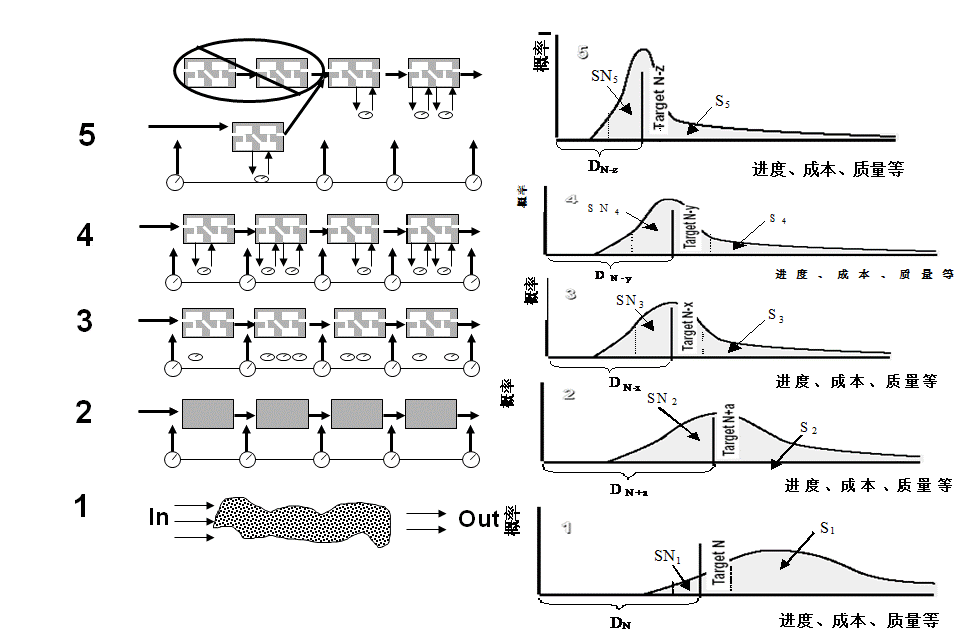 5
概率
5
SN5
Target N-z
S5
DN-z
进度、成本、质量等
4
概率
4
SN4
Target N-y
S4
DN-y
进度、成本、质量等
3
概率
3
SN3
Target N-x
S3
DN-x
进度、成本、质量等
2
概率
2
SN2
Target N+a
S2
DN+a
进度、成本、质量等
1
In
Out
概率
1
SN1
Target N
S1
DN
进度、成本、质量等